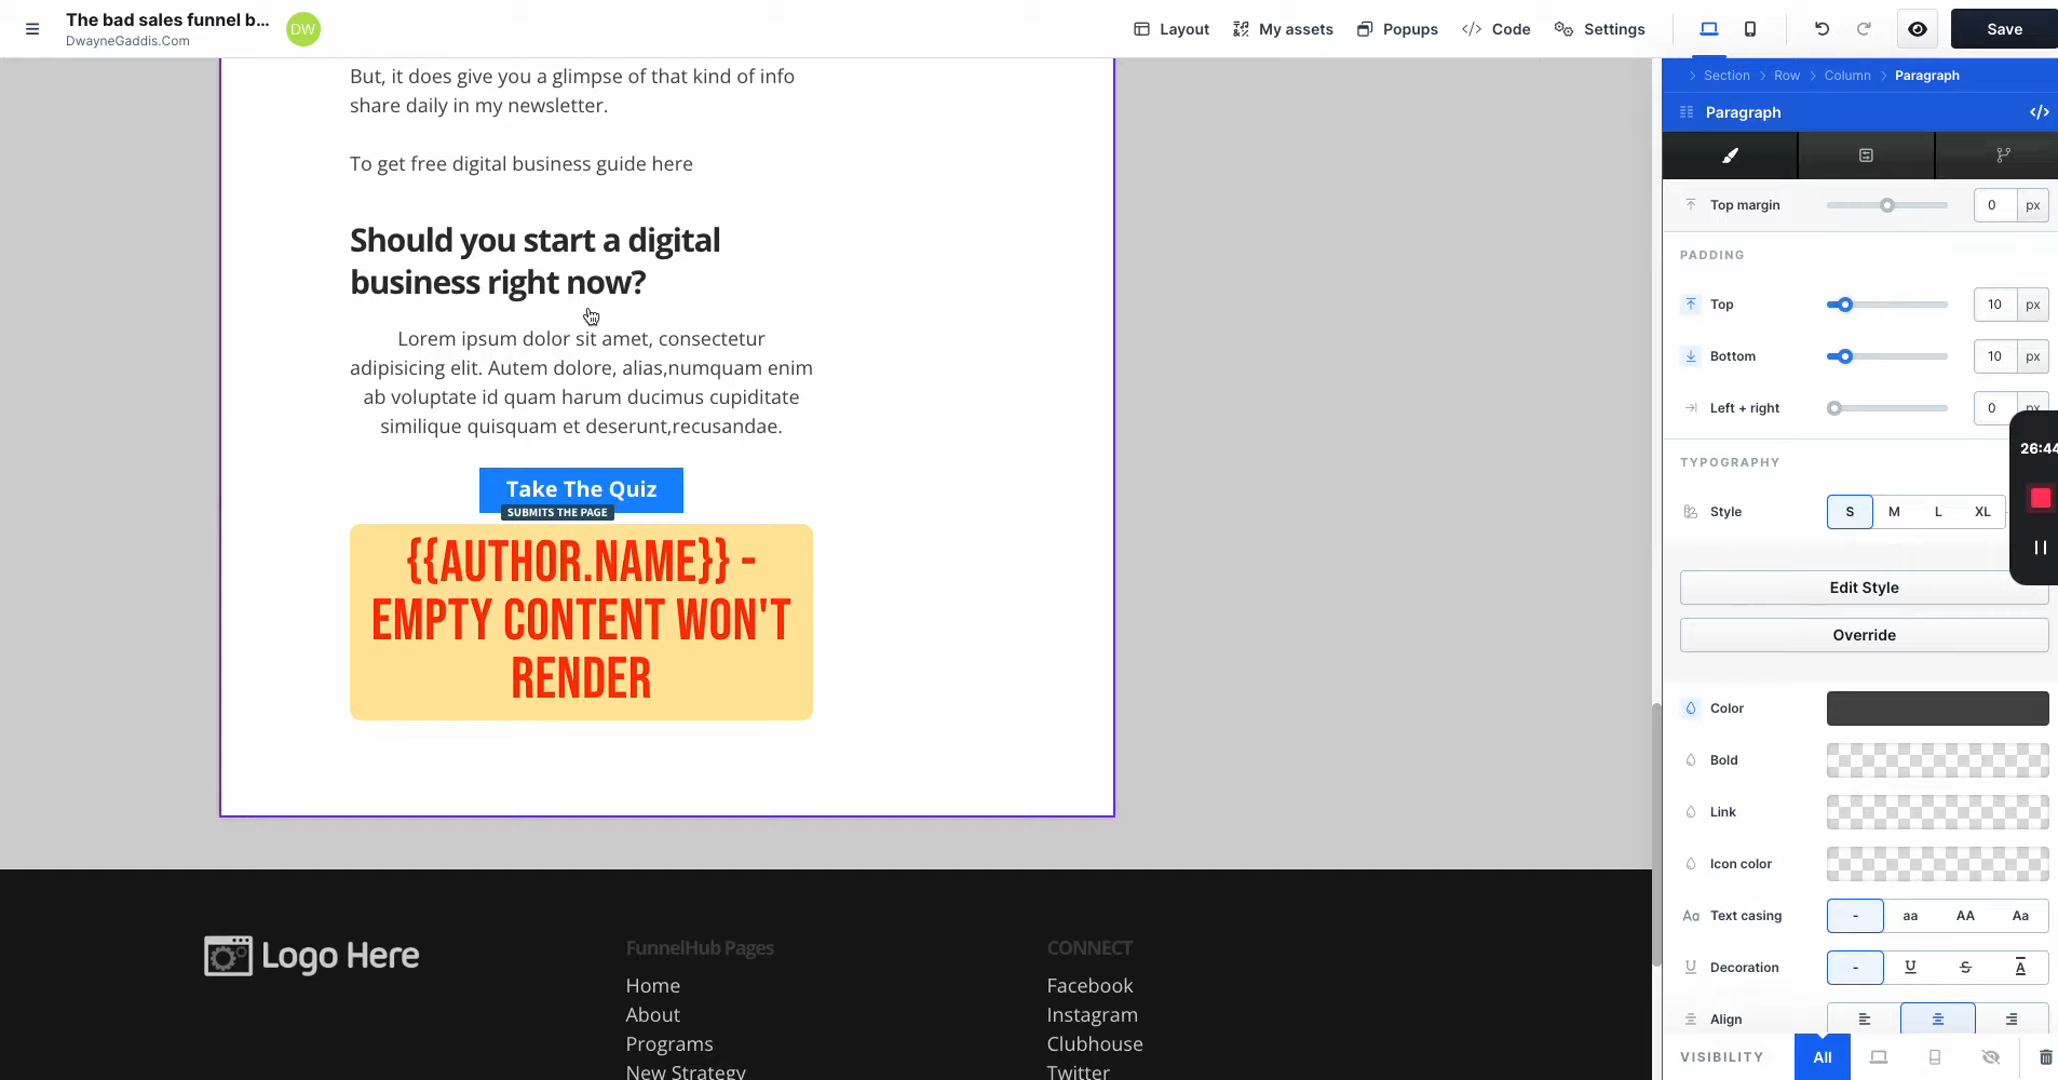 The bad sales funnel b...
DwayneGaddis.Com
DW
Layout
My assets
Popups
Code
Settings
Save
But, it does give you a glimpse of that kind of info
share daily in my newsletter.
To get free digital business guide here
Should you start a digital
business right now?
Lorem ipsum dolor sit amet, consectetur
adipisicing elit. Autem dolore, alias,numquam enim
ab voluptate id quam harum ducimus cupiditate
similique quisquam et deserunt,recusandae.
Take The Quiz
SUBMITS THE PAGE
{{AUTHOR.NAME}} -
EMPTY CONTENT WON'T
RENDER
Logo Here
FunnelHub Pages
Home
About
Programs
New Strategy
CONNECT
Facebook
Instagram
Clubhouse
Twitter
Section > Row > Column > Paragraph
Paragraph
</>
Top margin 0 px
PADDING
Top 10 px
Bottom 10 px
Left + right 0 px
26:44
TYPOGRAPHY
Style S M L XL
Edit Style
Override
Color
Bold
Link
Icon color
Aa Text casing - aa AA Aa
U Decoration - U S A
Align
VISIBILITY All